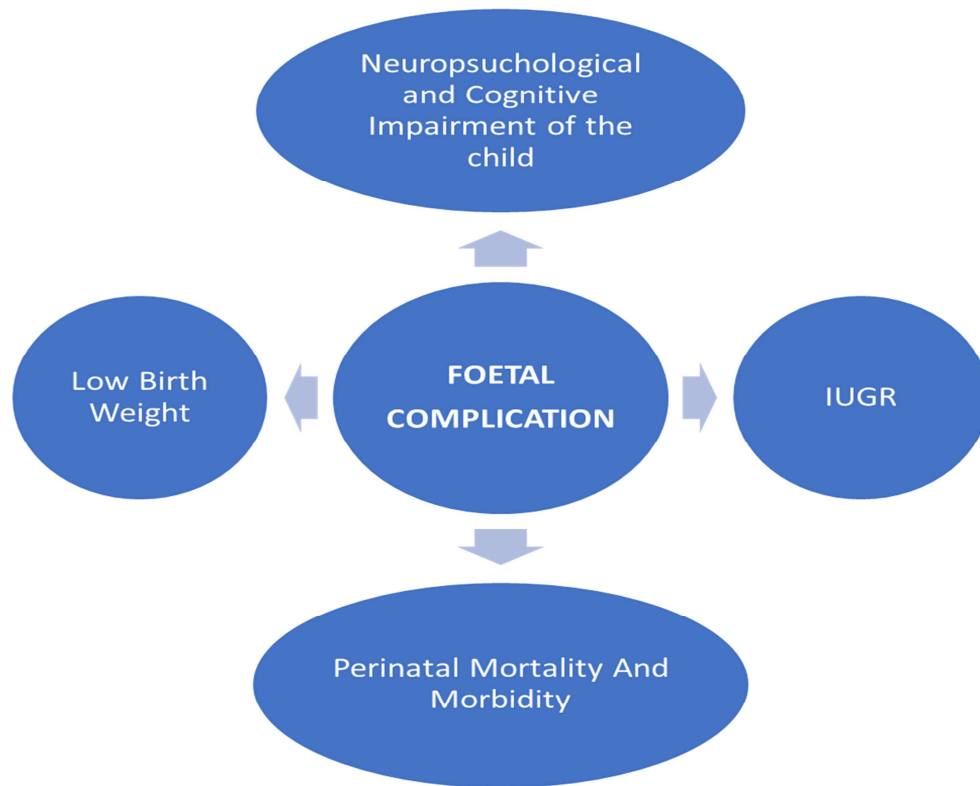 Neuropsuchological
and Cognitive
Impairment of the
child
Low Birth
Weight
FOETAL
COMPLICATION
IUGR
Perinatal Mortality And
Morbidity